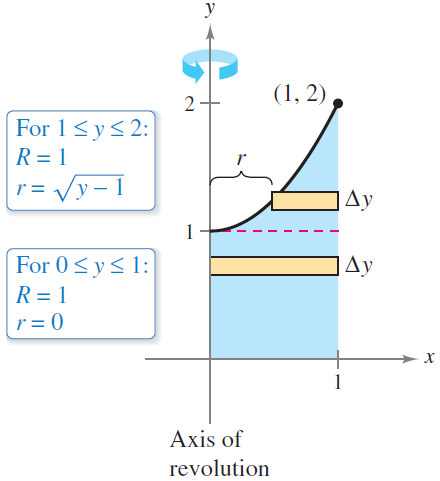 y
2
(1, 2)
For 1 ≤ y ≤ 2:
R = 1
r = √y − 1
r
Δy
1
For 0 ≤ y ≤ 1:
R = 1
r = 0
Δy
x
1
Axis of
revolution